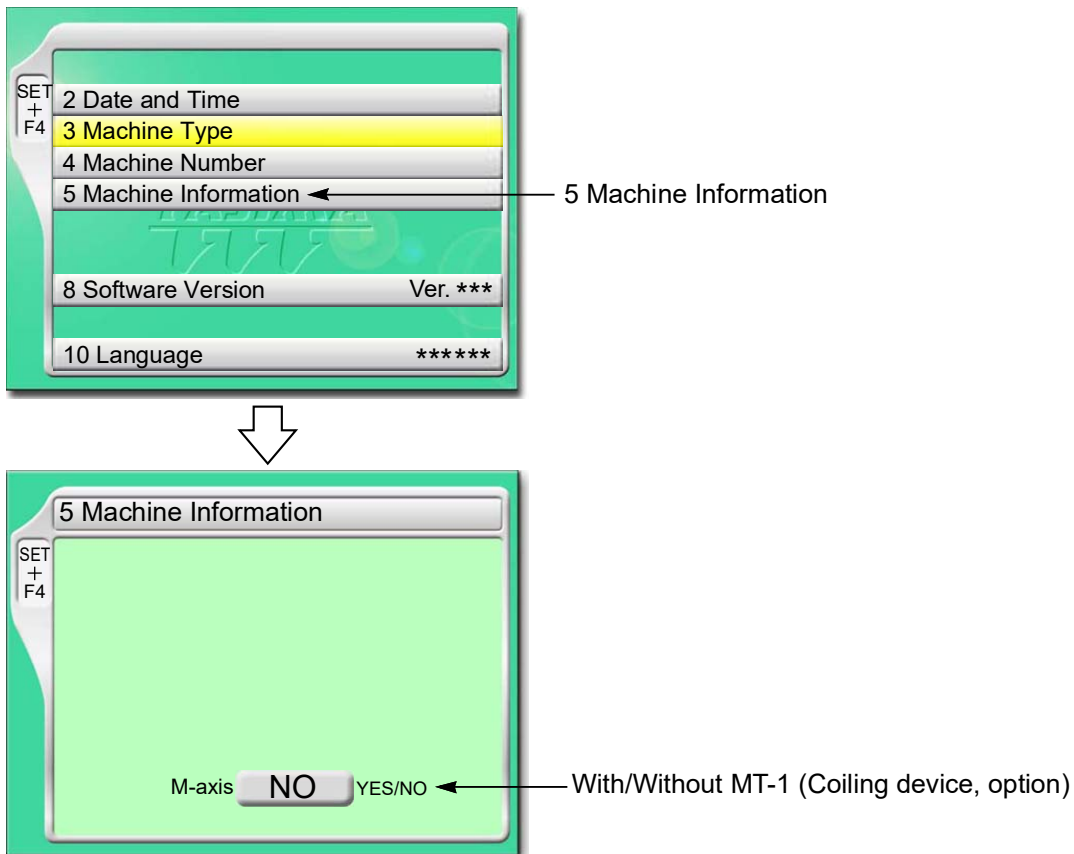 SET
+
F4
2 Date and Time
3 Machine Type
4 Machine Number
5 Machine Information
5 Machine Information
8 Software Version Ver. ***
10 Language ******
5 Machine Information
SET
+
F4
M-axis NO YES/NO
With/Without MT-1 (Coiling device, option)